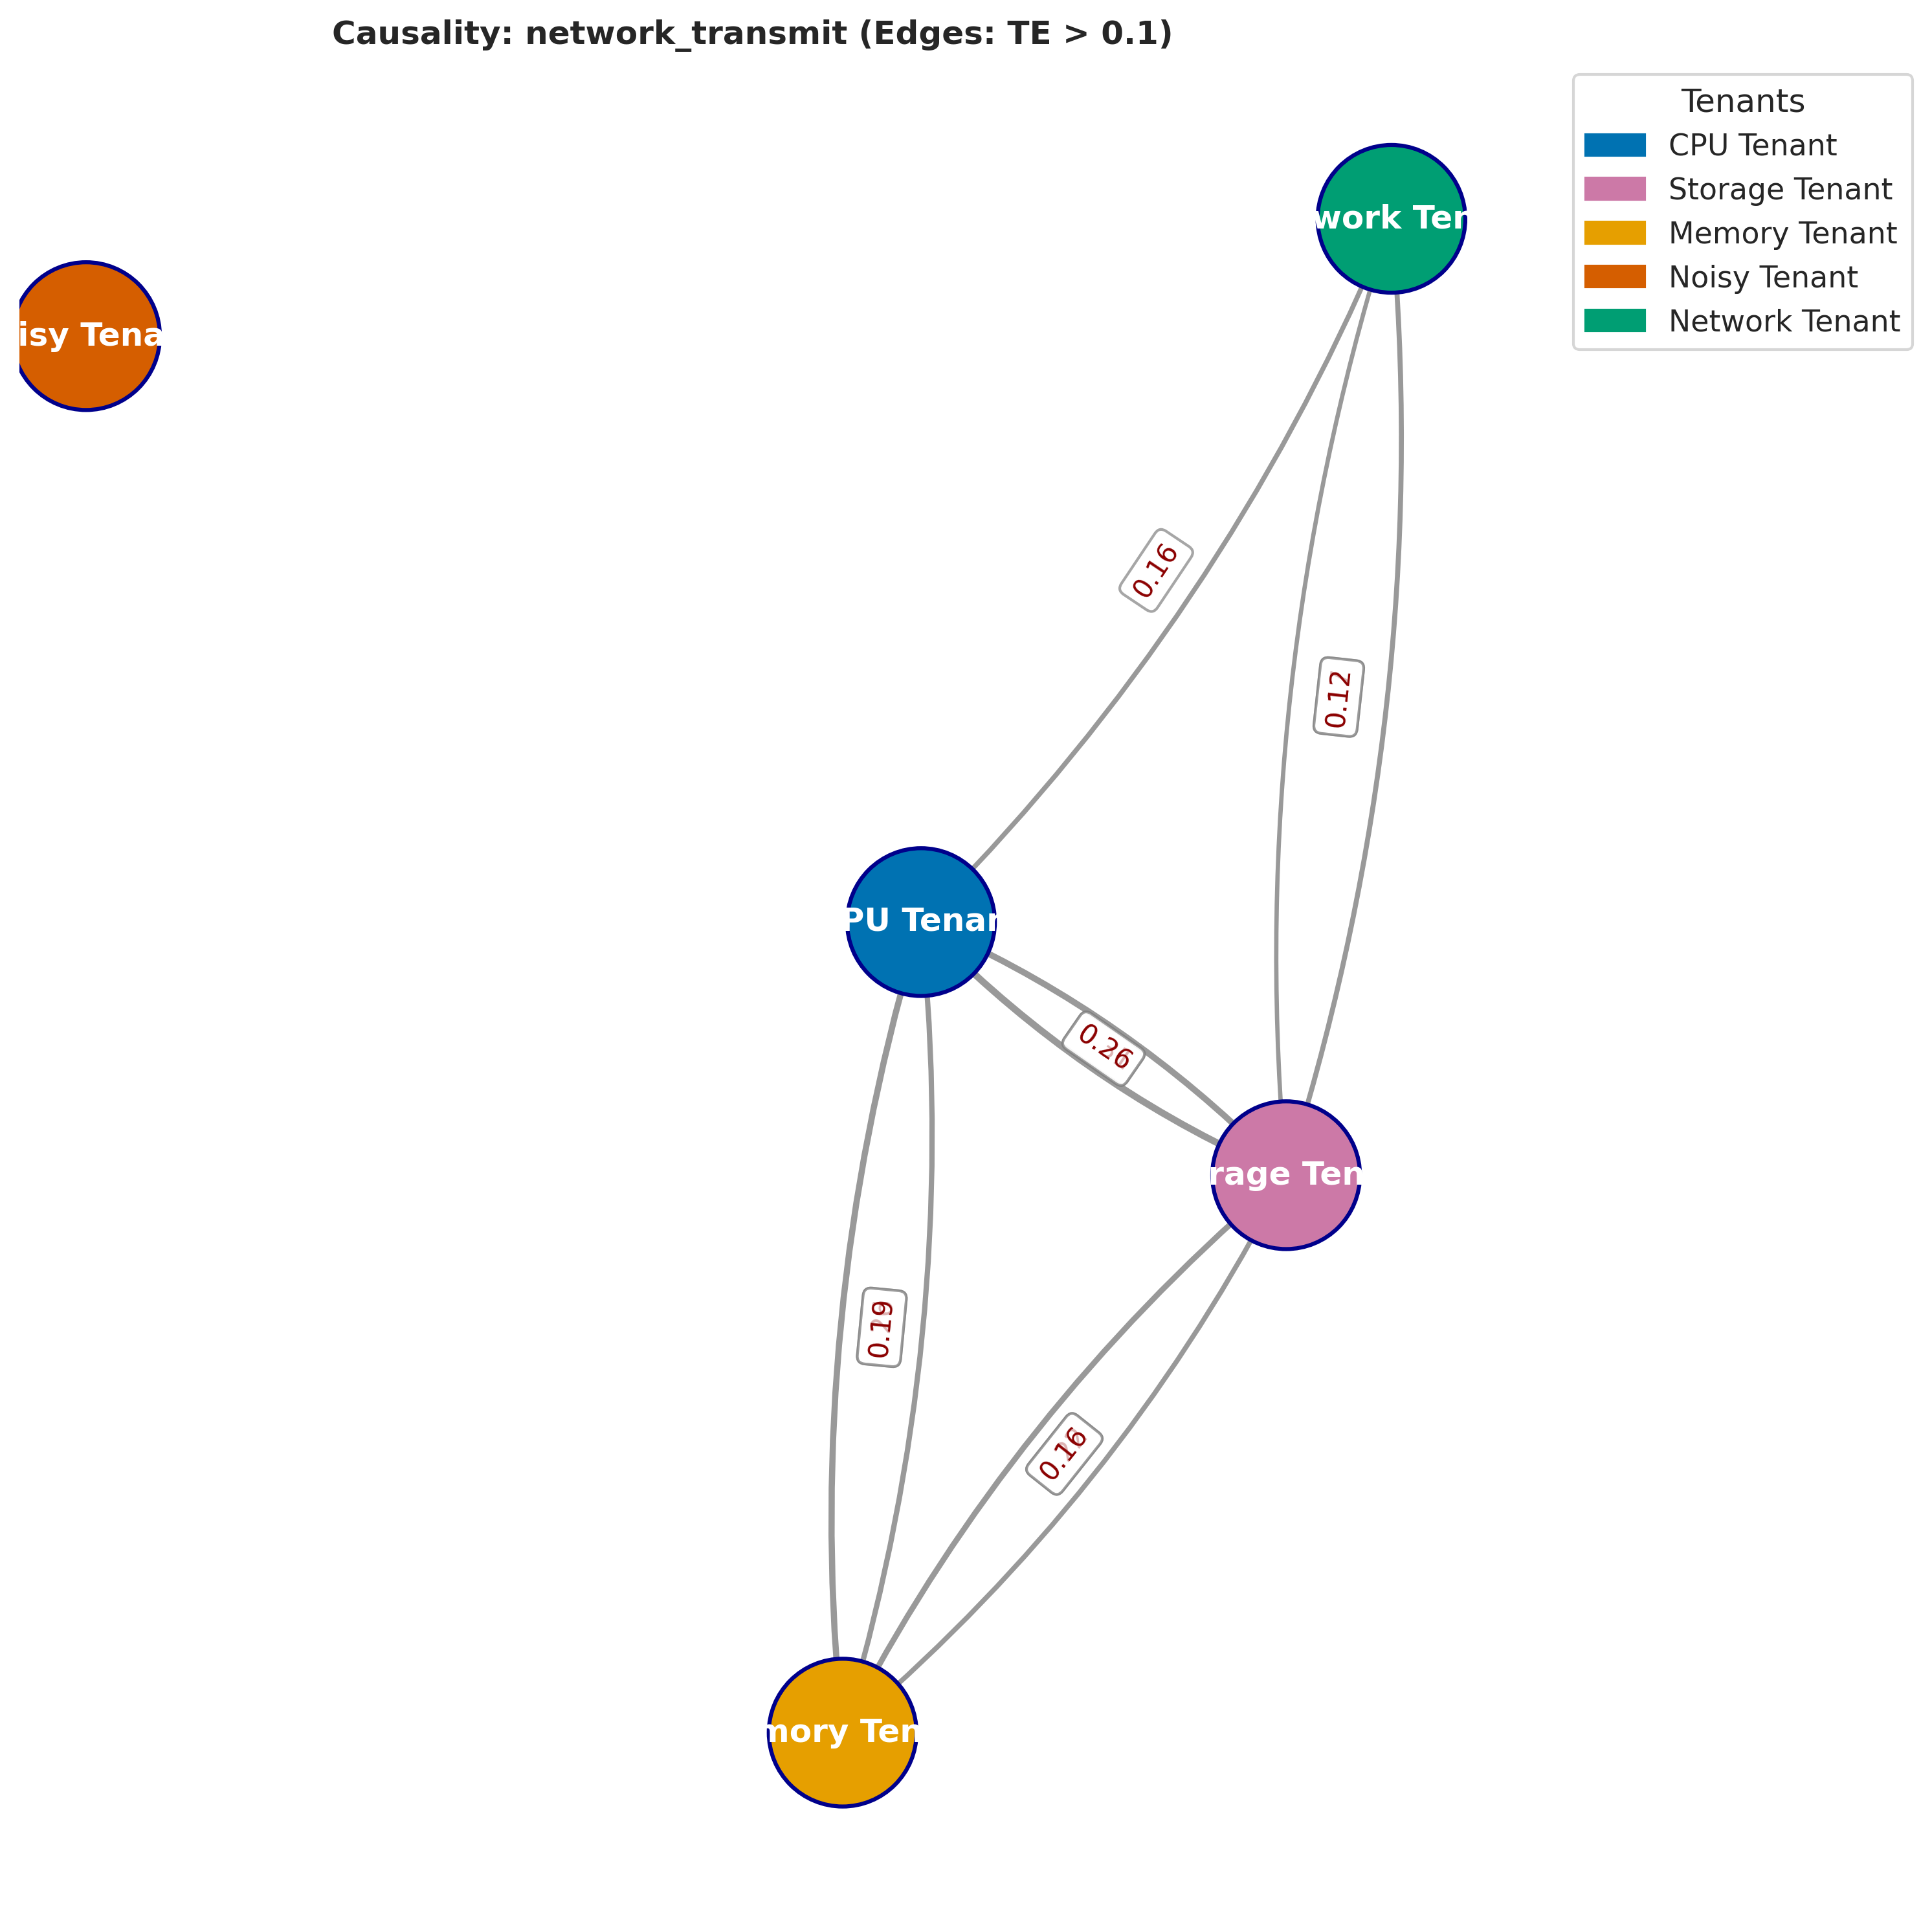 Causality: network_transmit (Edges: TE > 0.1)
Tenants
CPU Tenant
Storage Tenant
Memory Tenant
Noisy Tenant
Network Tenant
work Ten
isy Tena
0.16
0.12
PU Tenan
0.26
rage Ten
0.19
0.16
mory Ten